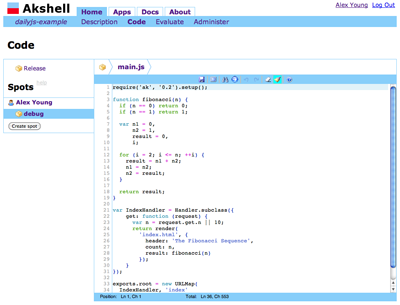 Akshell
Home Apps Docs About
Alex Young Log Out
dailyjs-example Description Code Evaluate Administer
Code
Release
Spots help
Alex Young
debug
Create spot
main.js
1 require('ak', '0.2').setup();
2
3 function fibonacci(n) {
4 if (n == 0) return 0;
5 if (n == 1) return 1;
6
7 var n1 = 0,
8 n2 = 1,
9 result = 0,
10 i;
11
12 for (i = 2; i <= n; ++i) {
13 result = n1 + n2;
14 n1 = n2;
15 n2 = result;
16 }
17
18 return result;
19 }
20
21 var IndexHandler = Handler.subclass({
22 get: function (request) {
23 var n = request.get.n || 10;
24 return render(
25 'index.html', {
26 header: 'The Fibonacci Sequence',
27 count: n,
28 result: fibonacci(n)
29 });
30 }
31 });
32
33 exports.root = new URLMap(
34 IndexHandler, 'index'
Position: Ln 1, Ch 1 Total: Ln 36, Ch 553